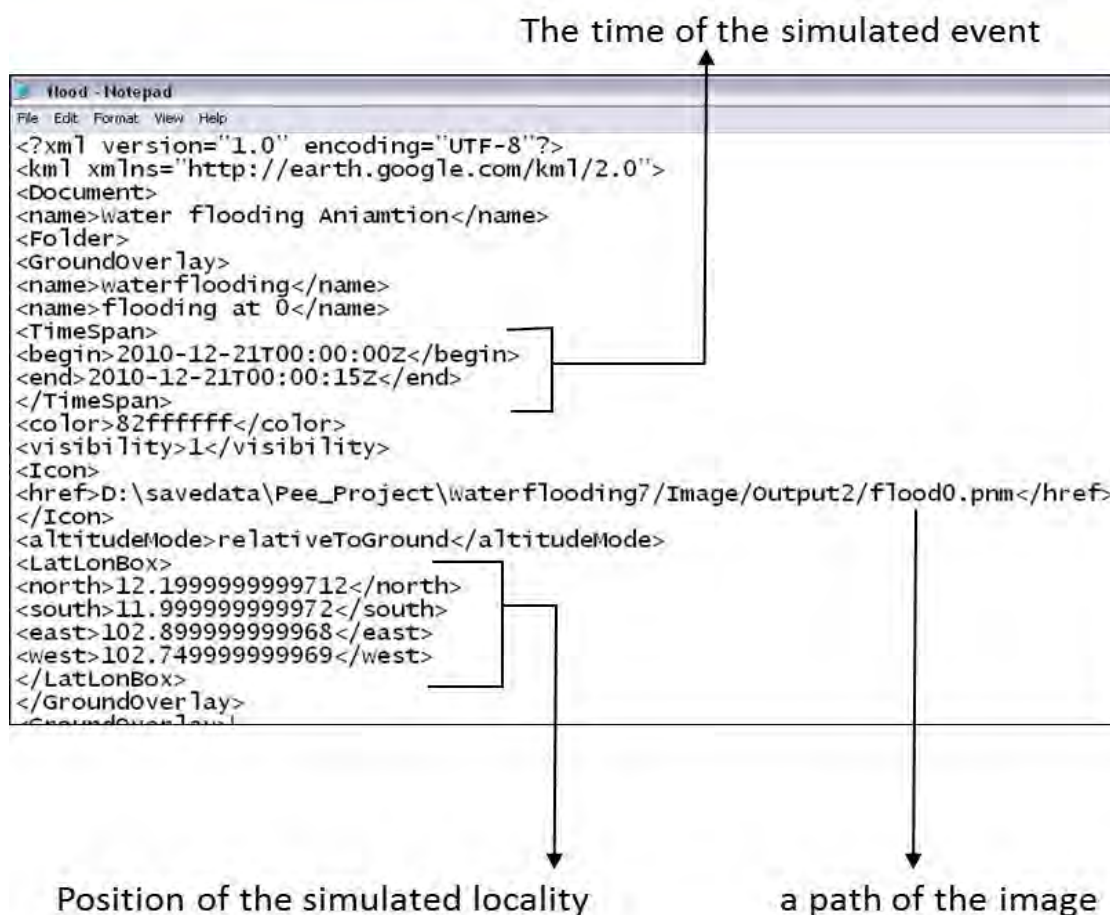 The time of the simulated event
flood - Notepad
File Edit Format View Help
<?xml version="1.0" encoding="UTF-8"?>
<kml xmlns="http://earth.google.com/kml/2.0">
<Document>
<name>Water flooding Aniamtion</name>
<Folder>
<GroundOverlay>
<name>waterflooding</name>
<name>flooding at 0</name>
<TimeSpan>
<begin>2010-12-21T00:00:00Z</begin>
<end>2010-12-21T00:00:15Z</end>
</TimeSpan>
<color>82ffffff</color>
<visibility>1</visibility>
<Icon>
<href>D:\savedata\Pee_Project\Waterflooding7/Image/Output2/flood0.pnm</href>
</Icon>
<altitudeMode>relativeToGround</altitudeMode>
<LatLonBox>
<north>12.1999999999712</north>
<south>11.999999999972</south>
<east>102.899999999968</east>
<west>102.749999999969</west>
</LatLonBox>
</GroundOverlay>
<GroundOverlay>
Position of the simulated locality
a path of the image